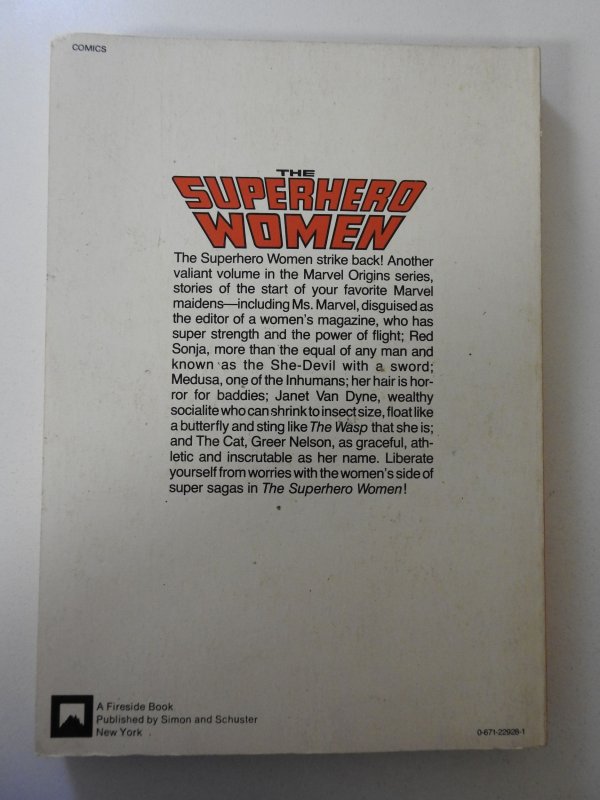 COMICS
THE
SUPERHERO
WOMEN
The Superhero Women strike back! Another
valiant volume in the Marvel Origins series,
stories of the start of your favorite Marvel
maidens—including Ms. Marvel, disguised as
the editor of a women's magazine, who has
super strength and the power of flight; Red
Sonja, more than the equal of any man and
known as the She-Devil with a sword;
Medusa, one of the Inhumans; her hair is hor-
ror for baddies; Janet Van Dyne, wealthy
socialite who can shrink to insect size, float like
a butterfly and sting like The Wasp that she is;
and The Cat, Greer Nelson, as graceful, ath-
letic and inscrutable as her name. Liberate
yourself from worries with the women's side of
super sagas in The Superhero Women!
A Fireside Book
Published by Simon and Schuster
New York
0-671-22928-1